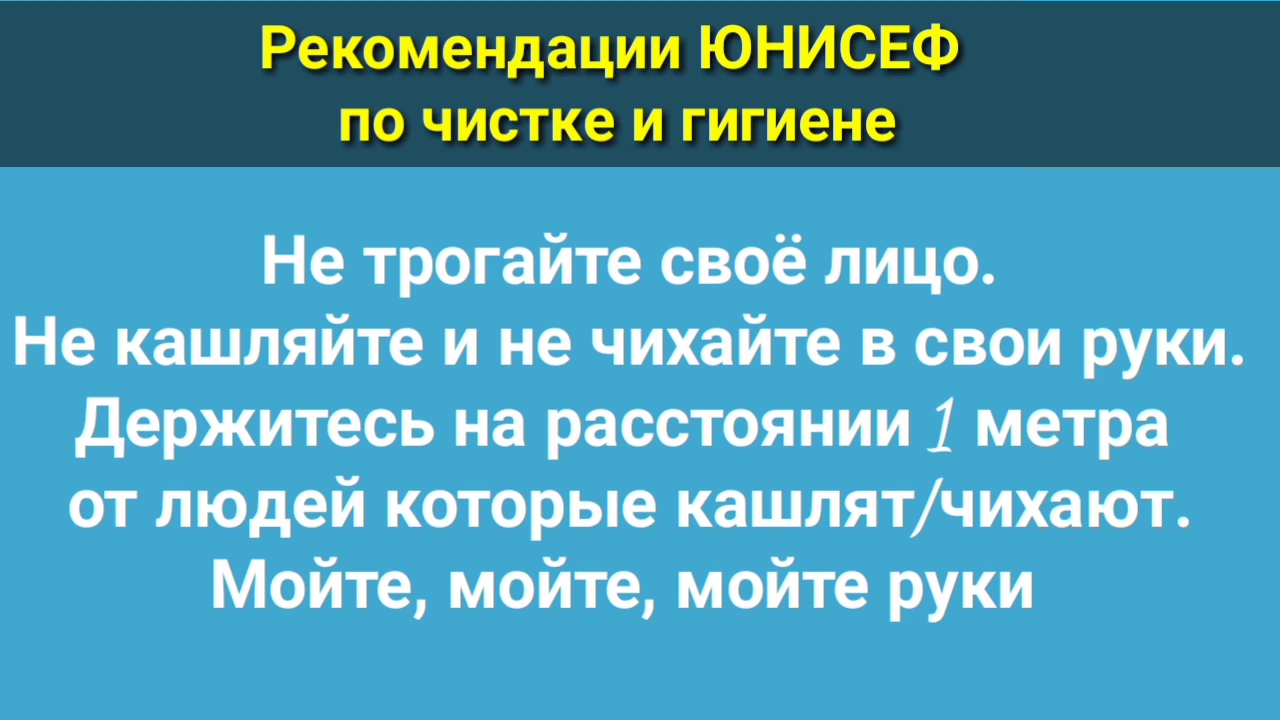 Рекомендации ЮНИСЕФ
по чистке и гигиене
Не трогайте своё лицо.
Не кашляйте и не чихайте в свои руки.
Держитесь на расстоянии 1 метра
от людей которые кашлят/чихают.
Мойте, мойте, мойте руки